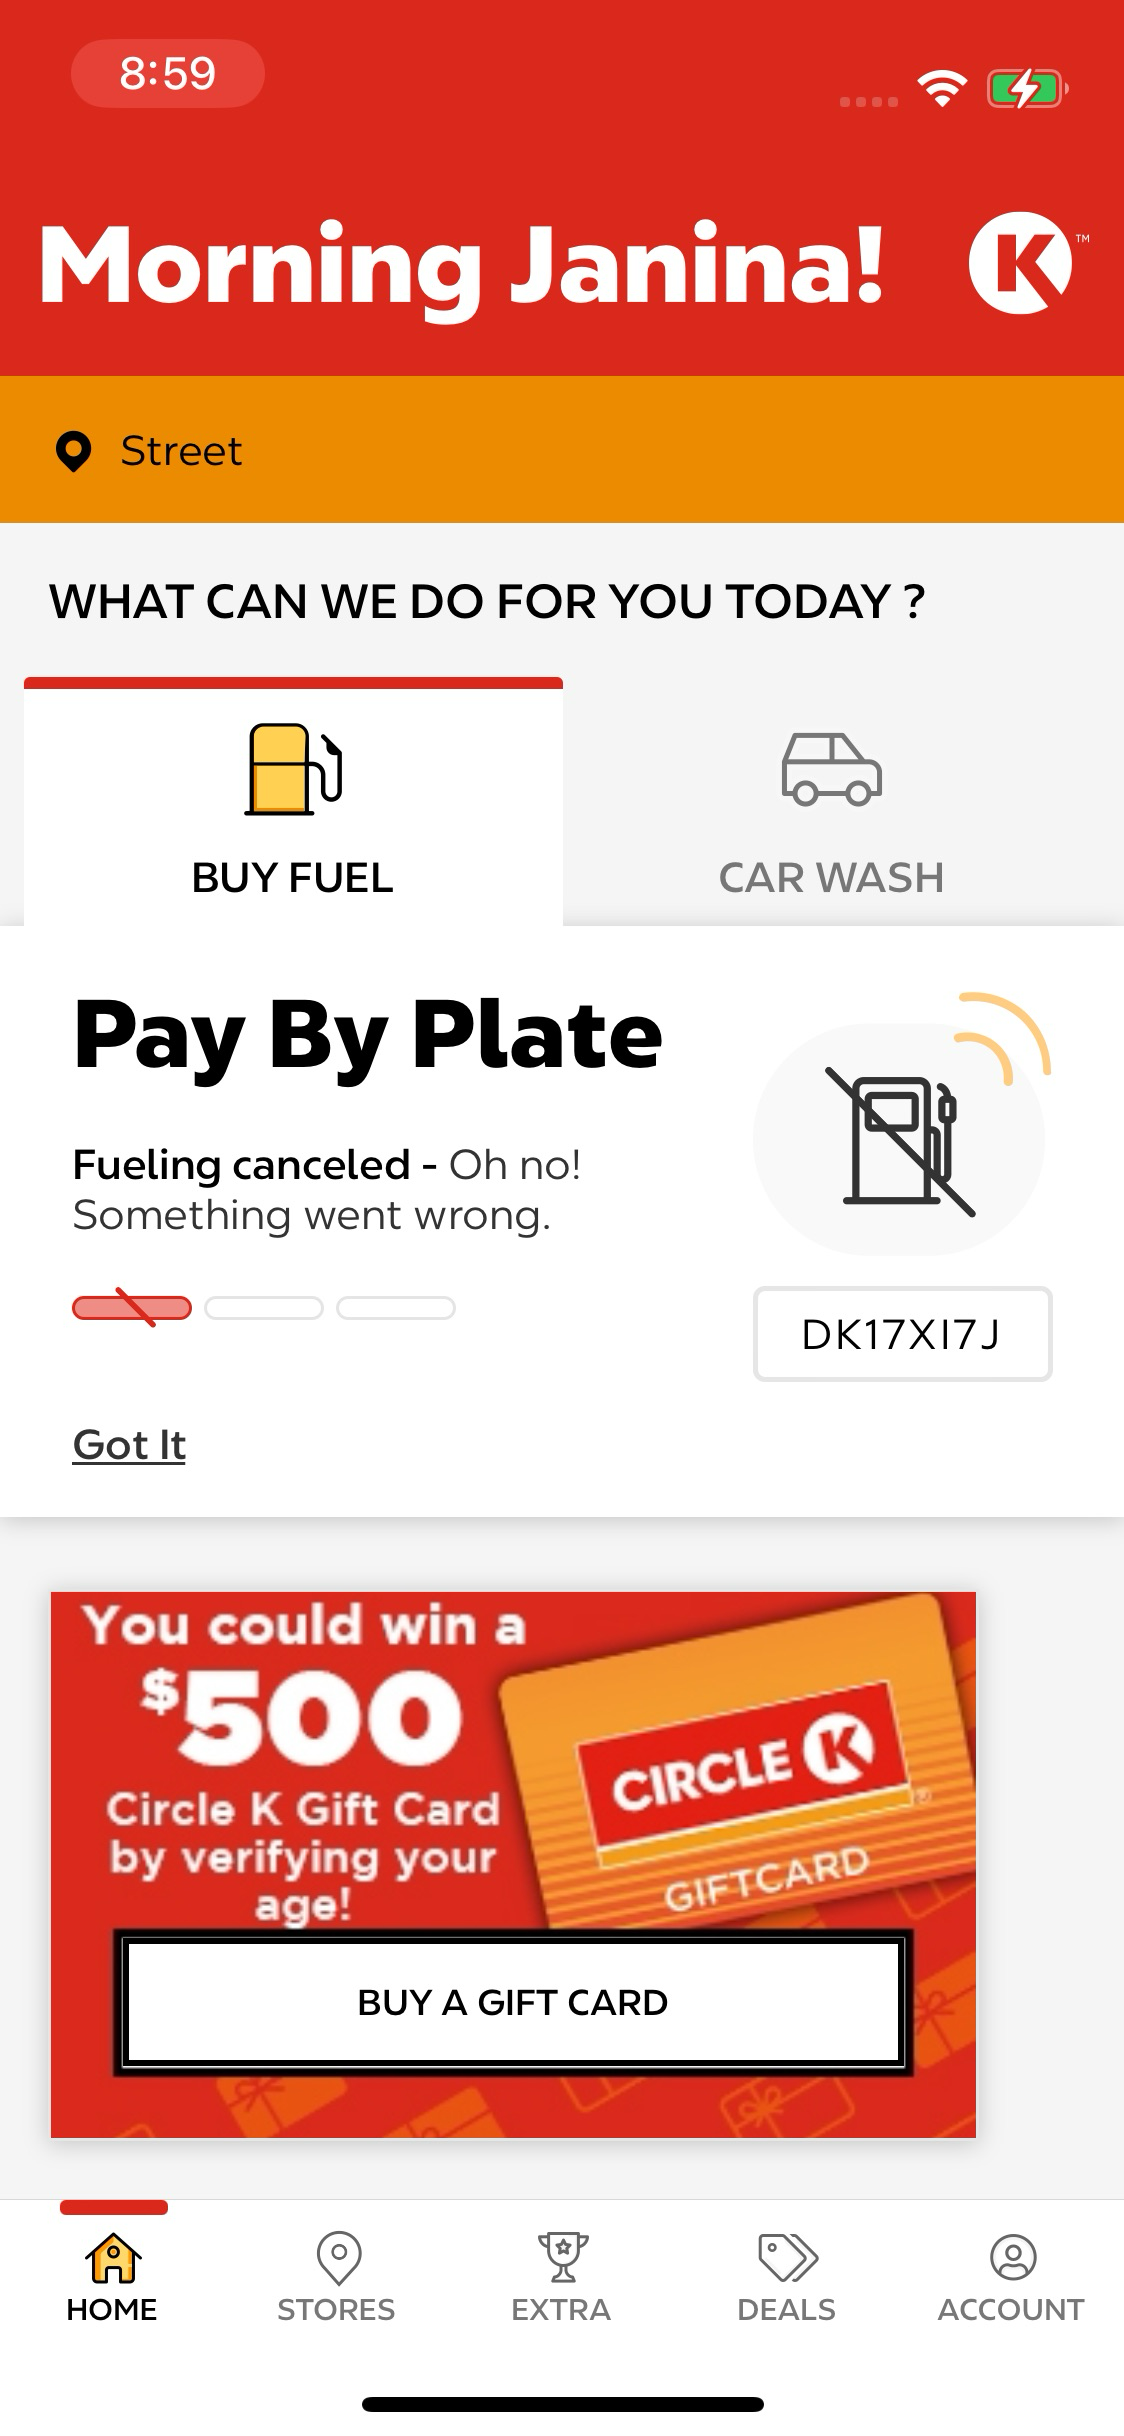 8:59
Morning Janina!
K™
Street
WHAT CAN WE DO FOR YOU TODAY ?
BUY FUEL
CAR WASH
Pay By Plate
Fueling canceled - Oh no!
Something went wrong.
DK17XI7J
Got It
You could win a
$500
Circle K Gift Card
by verifying your
age!
CIRCLE K®
GIFTCARD
BUY A GIFT CARD
HOME
STORES
EXTRA
DEALS
ACCOUNT